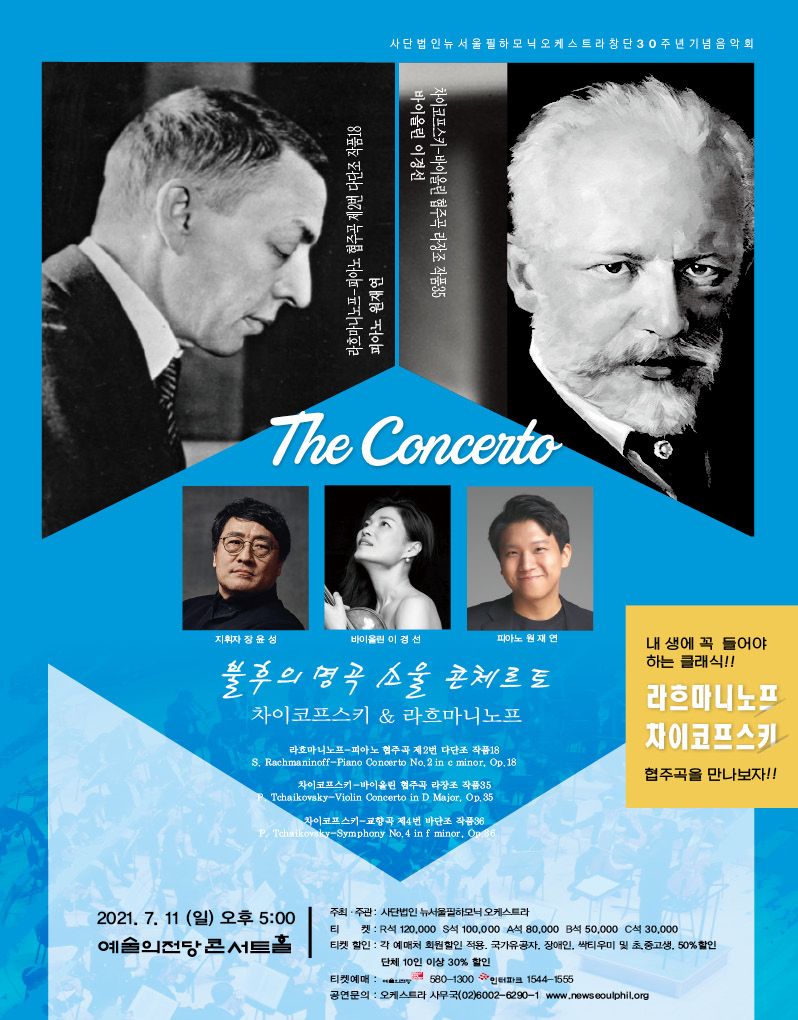 사단법인뉴서울필하모닉오케스트라창단30주년기념음악회
라흐마니노프-피아노 협주곡 제2번 다단조 작품18
피아노 원재연
차이코프스키-바이올린 협주곡 라장조 작품35
바이올린 이경선
The Concerto
지휘자 장 윤 성
바이올린 이 경 선
피아노 원 재 연
불후의 명곡 소울 콘체르토
차이코프스키 & 라흐마니노프
라흐마니노프-피아노 협주곡 제2번 다단조 작품18
S. Rachmaninoff-Piano Concerto No.2 in c minor, Op.18
차이코프스키-바이올린 협주곡 라장조 작품35
P. Tchaikovsky-Violin Concerto in D Major, Op.35
차이코프스키-교향곡 제4번 바단조 작품36
P. Tchaikovsky-Symphony No.4 in f minor, Op.36
내 생에 꼭 들어야
하는 클래식!!
라흐마니노프
차이코프스키
협주곡을 만나보자!!
2021. 7. 11 (일) 오후 5:00
예술의전당 콘서트홀
주최 · 주관 : 사단법인 뉴서울필하모닉 오케스트라
티 켓 : R석 120,000 S석 100,000 A석 80,000 B석 50,000 C석 30,000
티켓 할인 : 각 예매처 회원할인 적용. 국가유공자, 장애인, 싹티우미 및 초.중고생. 50%할인
단체 10인 이상 30% 할인
티켓예매 : 예술의전당 580-1300 인터파크 1544-1555
공연문의 : 오케스트라 사무국(02)6002-6290-1 www.newseoulphil.org